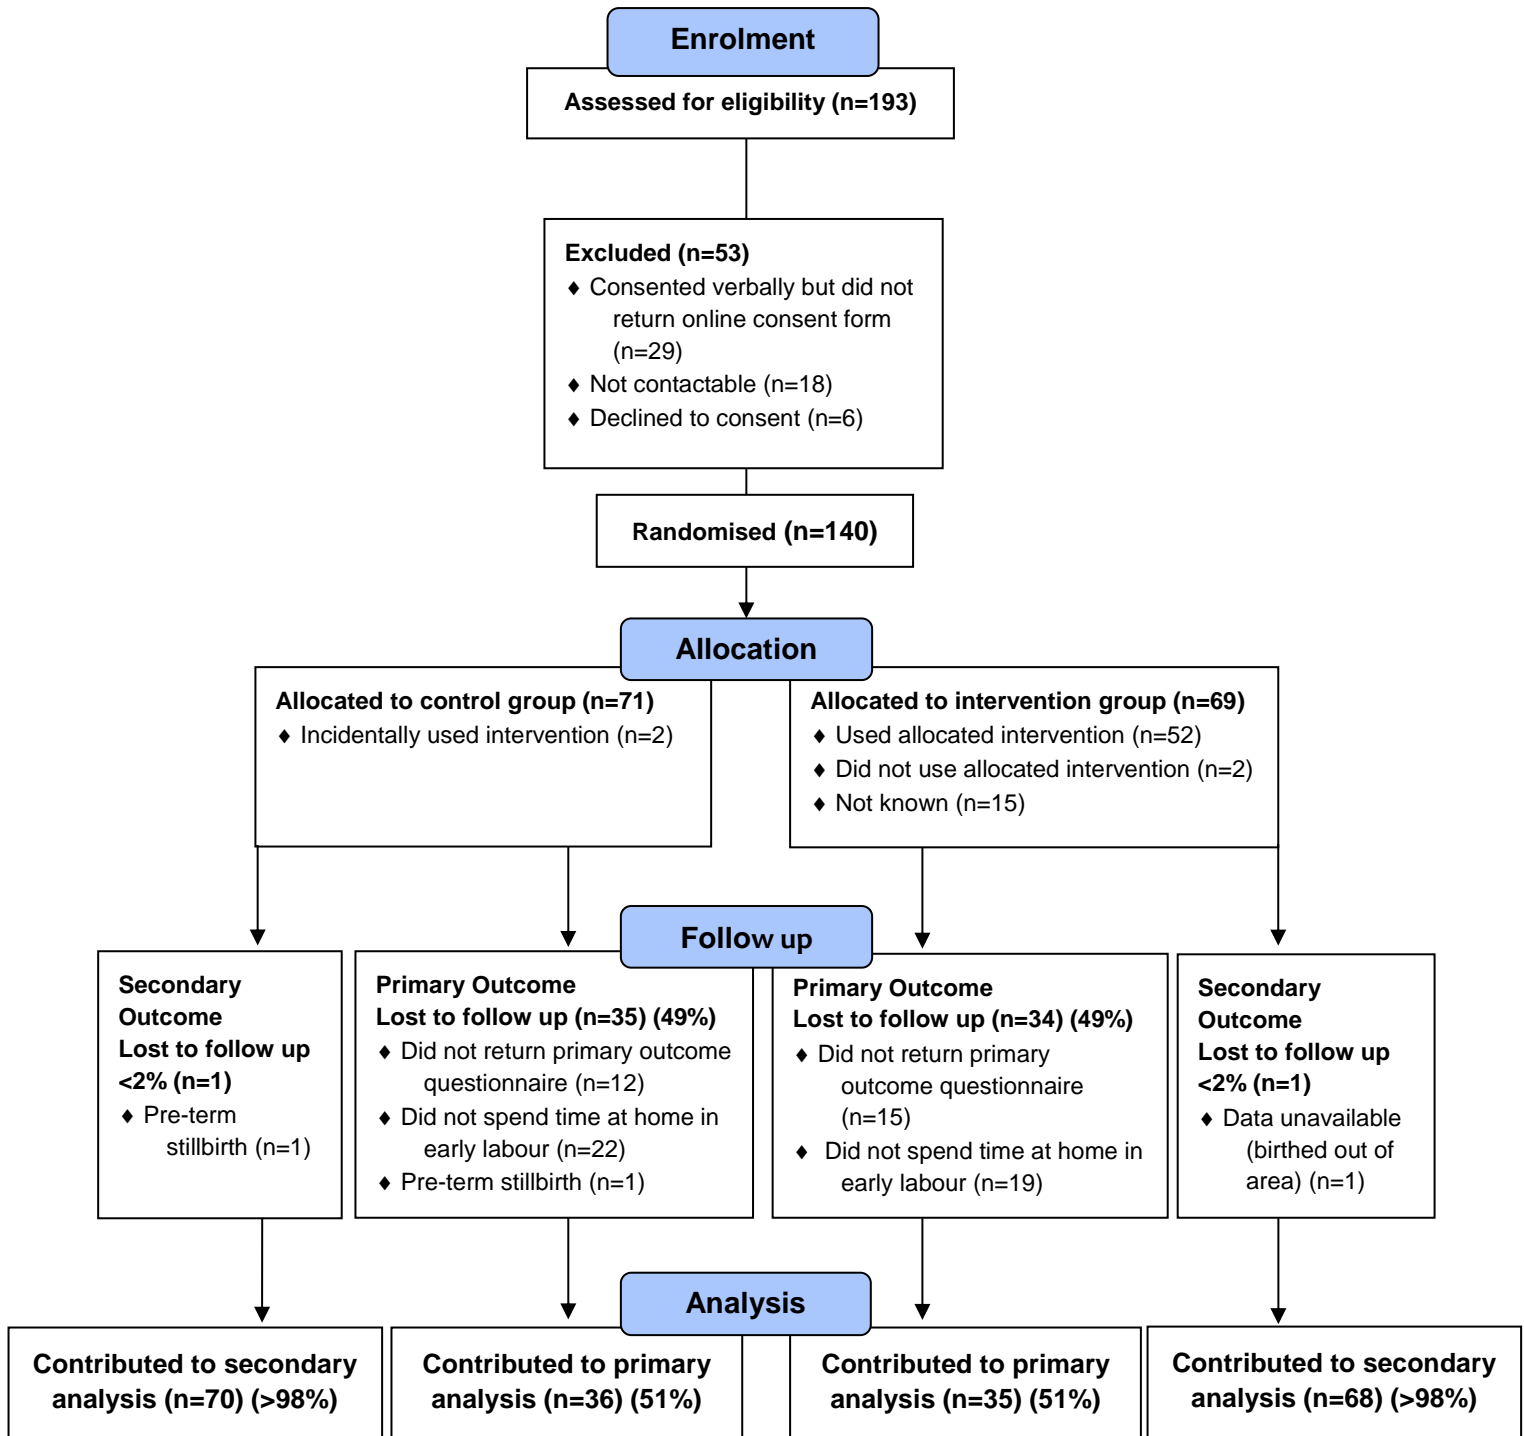 Enrolment
Assessed for eligibility (n=193)
Excluded (n=53)
♦ Consented verbally but did not
return online consent form
(n=29)
♦ Not contactable (n=18)
♦ Declined to consent (n=6)
Randomised (n=140)
Allocation
Allocated to control group (n=71)
♦ Incidentally used intervention (n=2)
Allocated to intervention group (n=69)
♦ Used allocated intervention (n=52)
♦ Did not use allocated intervention (n=2)
♦ Not known (n=15)
Follow up
Secondary
Outcome
Lost to follow up
<2% (n=1)
♦ Pre-term
stillbirth (n=1)
Primary Outcome
Lost to follow up (n=35) (49%)
♦ Did not return primary outcome
questionnaire (n=12)
♦ Did not spend time at home in
early labour (n=22)
♦ Pre-term stillbirth (n=1)
Primary Outcome
Lost to follow up (n=34) (49%)
♦ Did not return primary
outcome questionnaire
(n=15)
♦ Did not spend time at home in
early labour (n=19)
Secondary
Outcome
Lost to follow up
<2% (n=1)
♦ Data unavailable
(birthed out of
area) (n=1)
Analysis
Contributed to secondary
analysis (n=70) (>98%)
Contributed to primary
analysis (n=36) (51%)
Contributed to primary
analysis (n=35) (51%)
Contributed to secondary
analysis (n=68) (>98%)